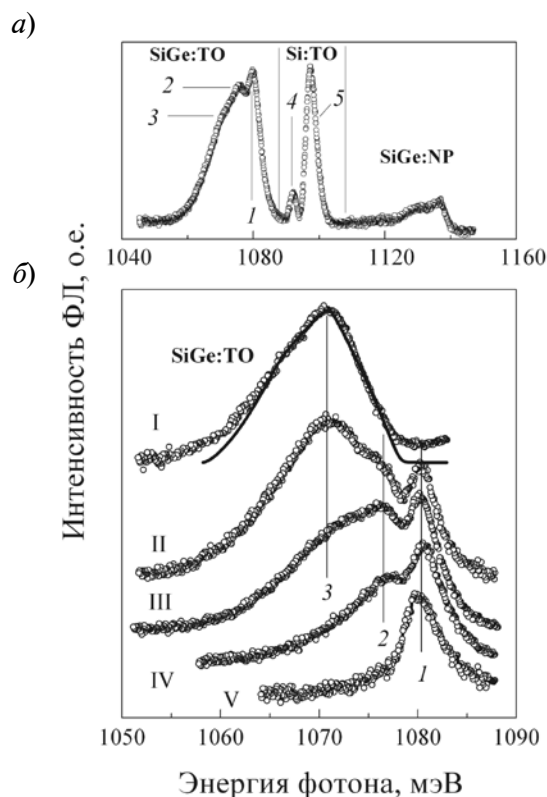 а)
SiGe:TO
Si:TO
2
3
4
5
1
SiGe:NP
1040
1080
1120
1160
Интенсивность ФЛ, о.е.
б)
SiGe:TO
I
II
III
IV
V
3
2
1
1050
1060
1070
1080
1090
Энергия фотона, мэВ